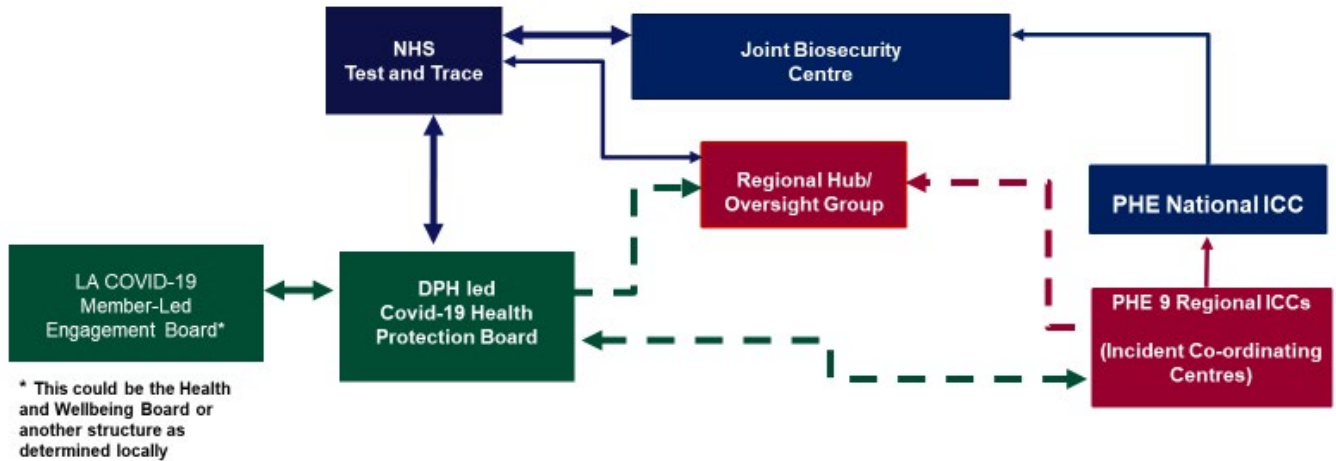 NHS
Test and Trace
Joint Biosecurity
Centre
Regional Hub/
Oversight Group
PHE National ICC
LA COVID-19
Member-Led
Engagement Board*
DPH led
Covid-19 Health
Protection Board
PHE 9 Regional ICCs
(Incident Co-ordinating
Centres)
* This could be the Health
and Wellbeing Board or
another structure as
determined locally